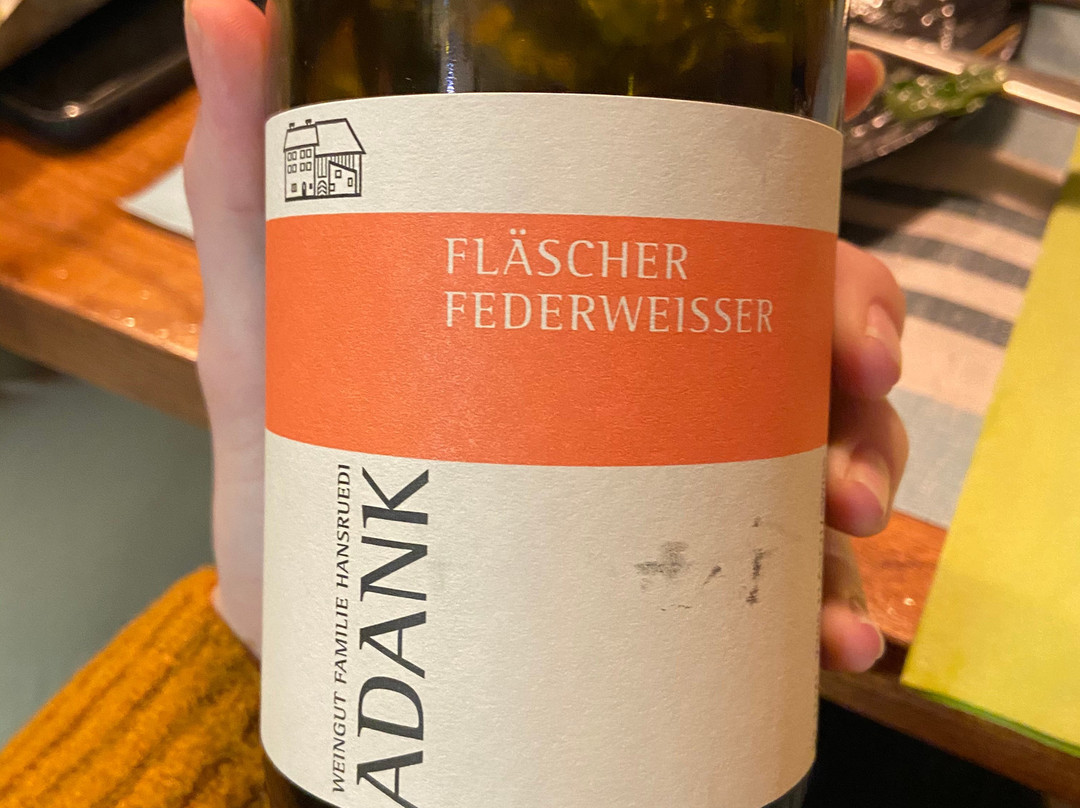 FLÄSCHER
FEDERWEISSER
WEINGUT FAMILIE HANSRUEDI
ADANK